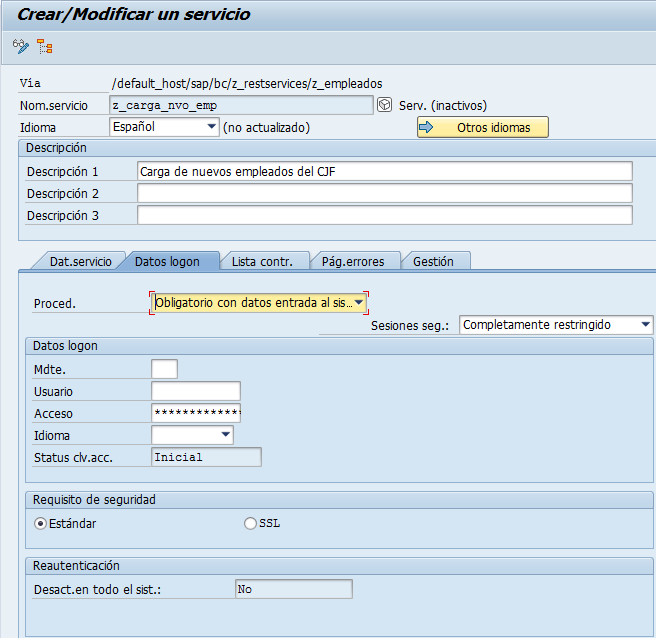 Crear/Modificar un servicio
Vía /default_host/sap/bc/z_restservices/z_empleados
Nom.servicio z_carga_nvo_emp Serv. (inactivos)
Idioma Español (no actualizado) Otros idiomas
Descripción
Descripción 1 Carga de nuevos empleados del CJF
Descripción 2
Descripción 3
Dat.servicio Datos logon Lista contr. Pág.errores Gestión
Proced. Obligatorio con datos entrada al sis...
Sesiones seg.: Completamente restringido
Datos logon
Mdte.
Usuario
Acceso *************
Idioma
Status clv.acc. Inicial
Requisito de seguridad
Estándar SSL
Reautenticación
Desact.en todo el sist.: No